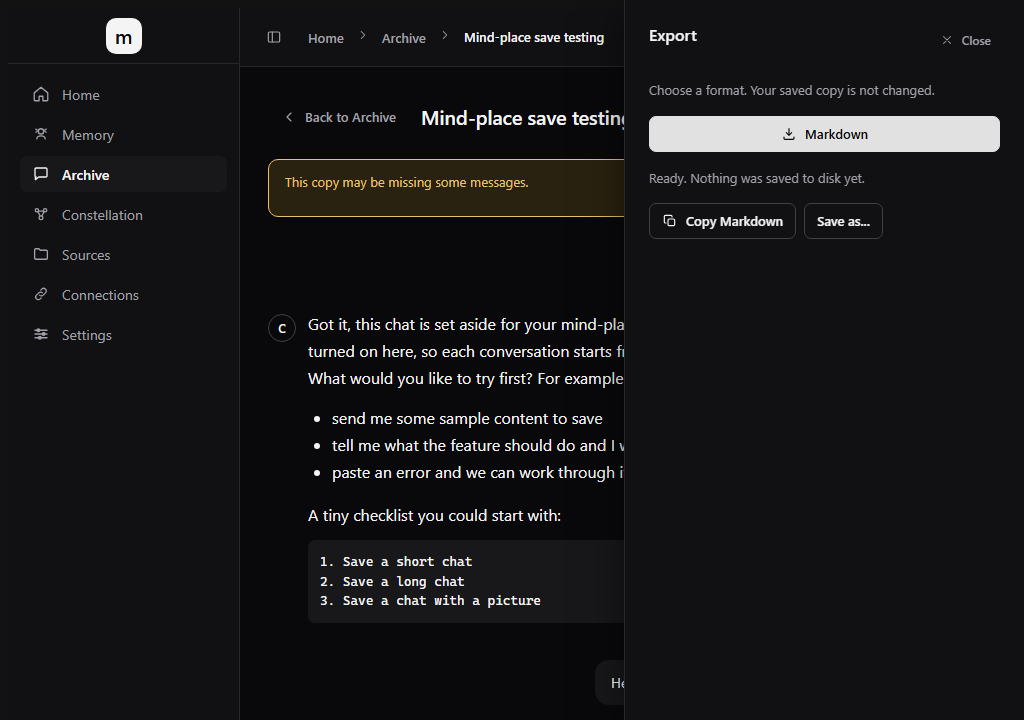 m
Home
Memory
Archive
Constellation
Sources
Connections
Settings
Home
Archive
Mind-place save testing
Back to Archive
Mind-place save testing
This copy may be missing some messages.
C
Got it, this chat is set aside for your
turned on here, so each conversation starts
What would you like to try first? For example
send me some sample content to save
tell me what the feature should do and I
paste an error and we can work through
A tiny checklist you could start with:
1. Save a short chat
2. Save a long chat
3. Save a chat with a picture
Export
Close
Choose a format. Your saved copy is not changed.
Markdown
Ready. Nothing was saved to disk yet.
Copy Markdown
Save as...